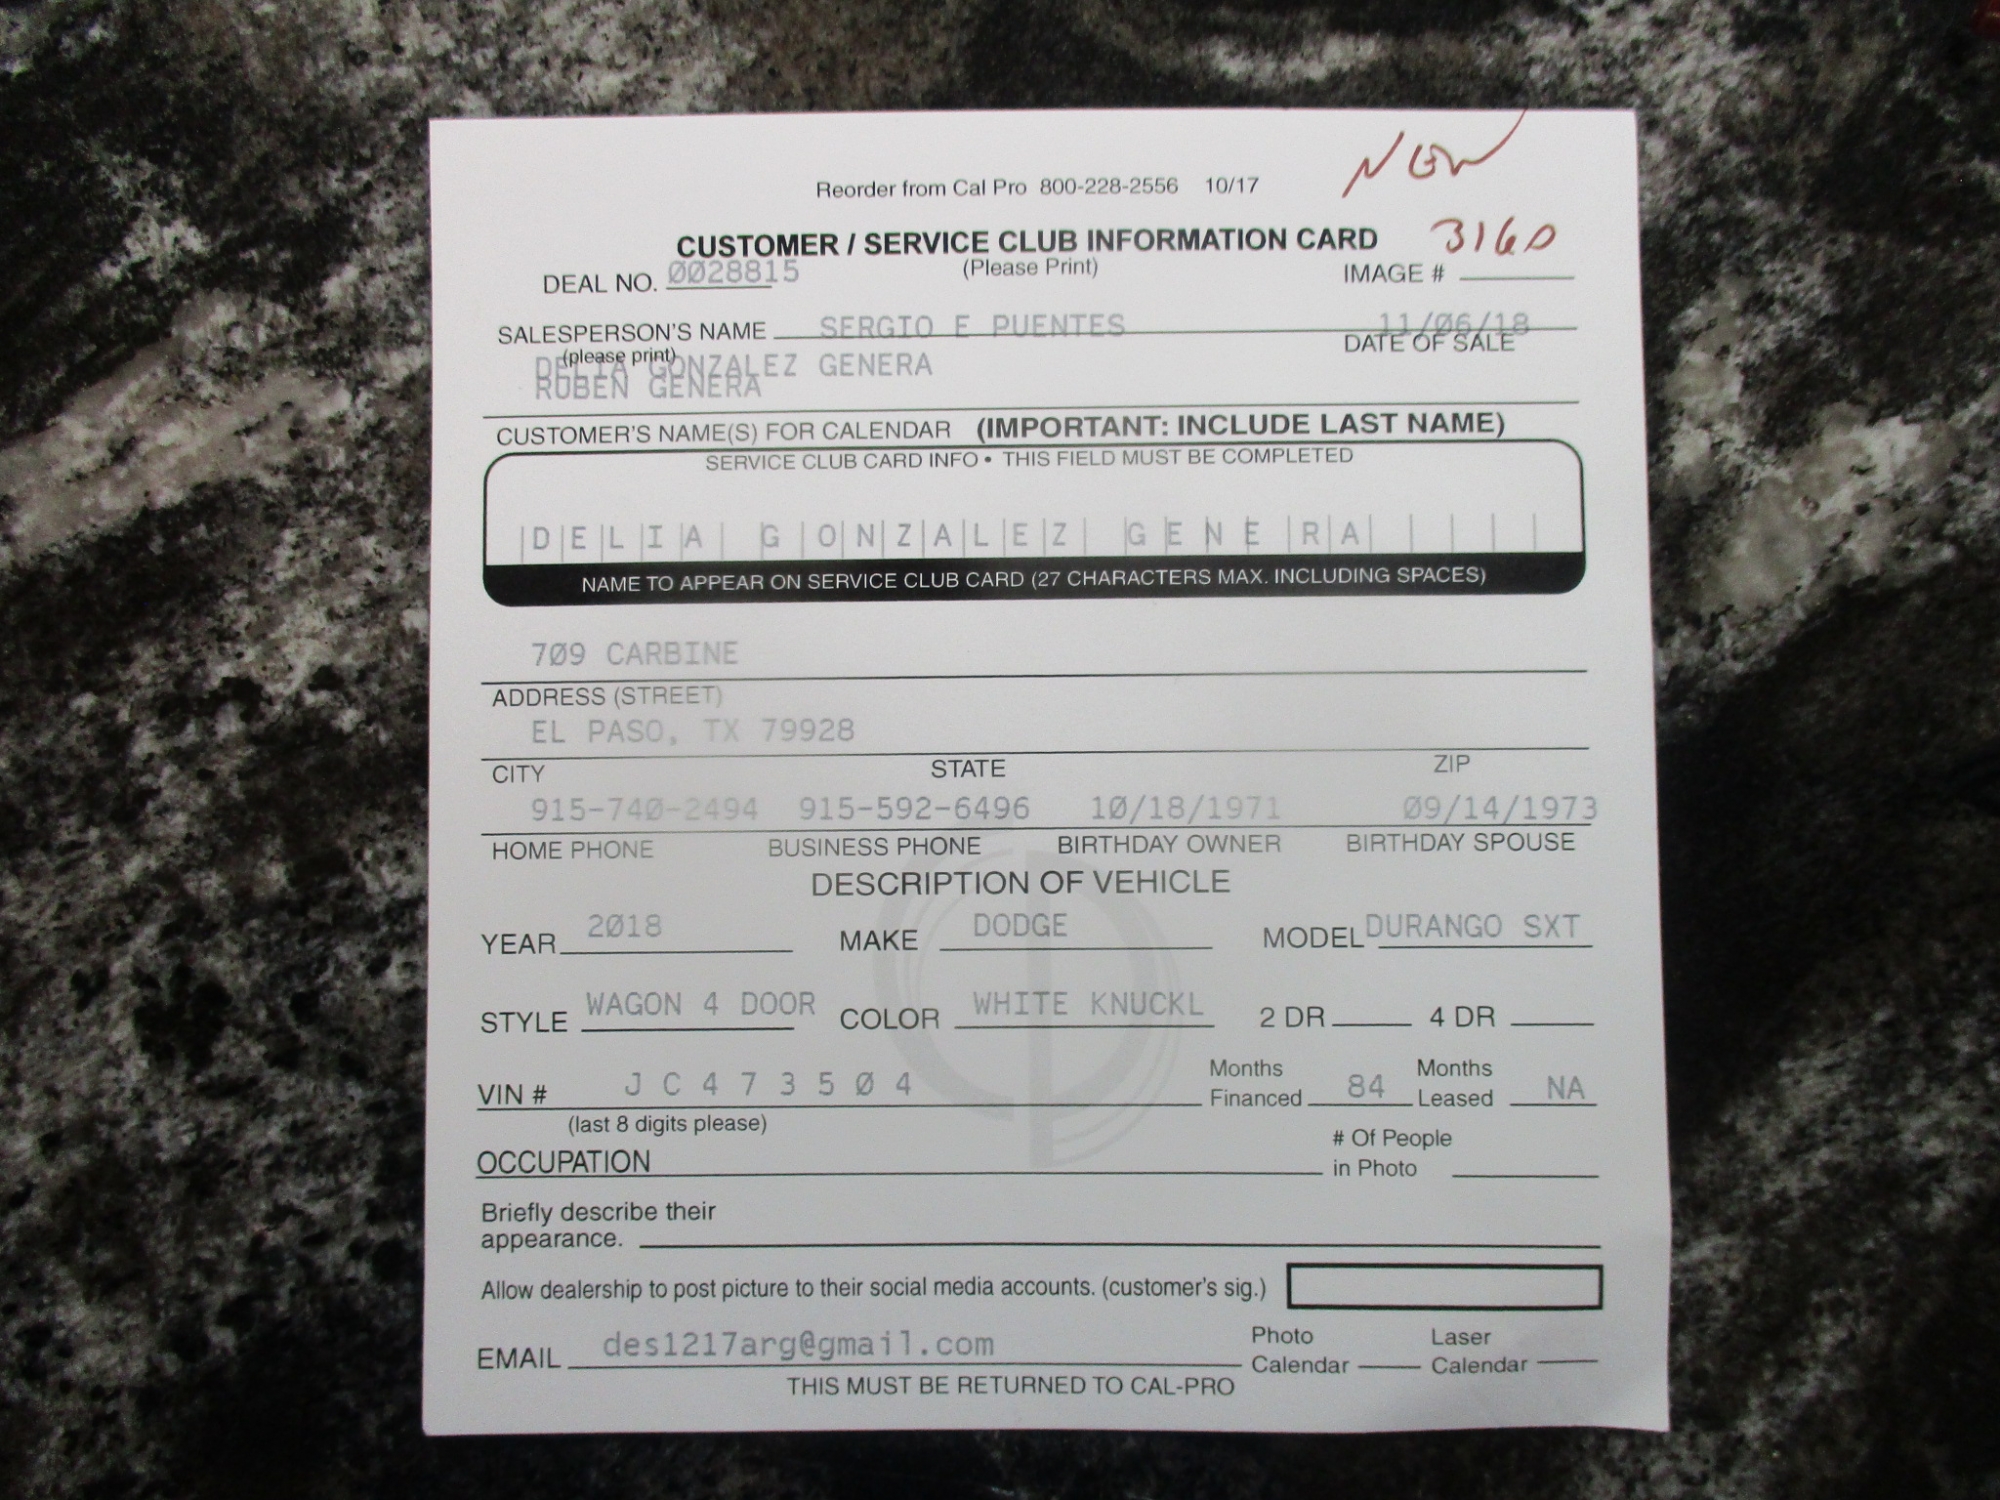 NEW
Reorder from Cal Pro 800-228-2556 10/17
CUSTOMER / SERVICE CLUB INFORMATION CARD 3160
(Please Print)
DEAL NO. 0028815 IMAGE #
SALESPERSON'S NAME SERGIO E PUENTES 11/06/18
(please print) DATE OF SALE
DELIA GONZALEZ GENERA
RUBEN GENERA
CUSTOMER'S NAME(S) FOR CALENDAR (IMPORTANT: INCLUDE LAST NAME)
SERVICE CLUB CARD INFO • THIS FIELD MUST BE COMPLETED
DELIA GONZALEZ GENERA
NAME TO APPEAR ON SERVICE CLUB CARD (27 CHARACTERS MAX. INCLUDING SPACES)
709 CARBINE
ADDRESS (STREET)
EL PASO, TX 79928
CITY STATE ZIP
915-740-2494 915-592-6496 10/18/1971 09/14/1973
HOME PHONE BUSINESS PHONE BIRTHDAY OWNER BIRTHDAY SPOUSE
DESCRIPTION OF VEHICLE
YEAR 2018 MAKE DODGE MODEL DURANGO SXT
STYLE WAGON 4 DOOR COLOR WHITE KNUCKL 2 DR 4 DR
VIN # J C 4 7 3 5 0 4 Months Financed 84 Months Leased NA
(last 8 digits please)
OCCUPATION # Of People in Photo
Briefly describe their
appearance.
Allow dealership to post picture to their social media accounts. (customer's sig.)
EMAIL des1217arg@gmail.com Photo Calendar Laser Calendar
THIS MUST BE RETURNED TO CAL-PRO